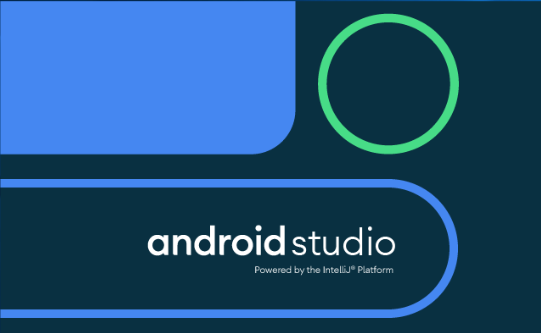 android studio
Powered by the IntelliJ® Platform